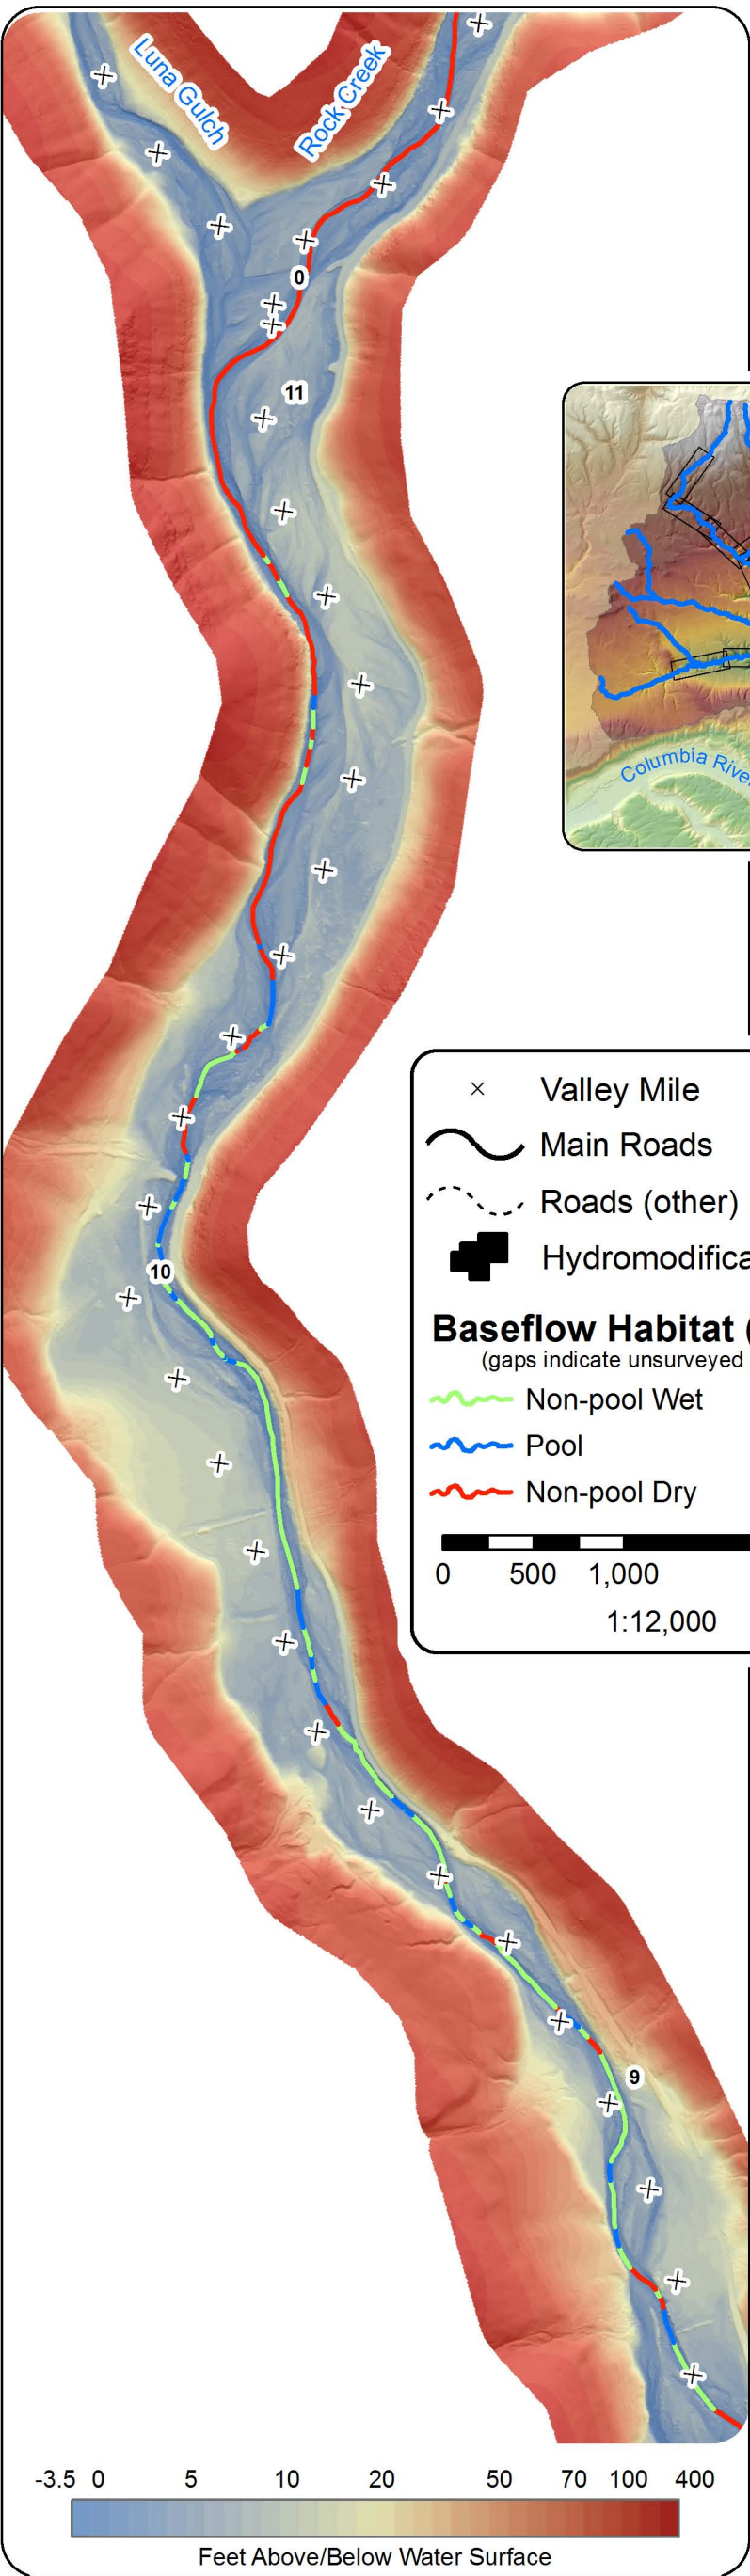 Luna Gulch
Rock Creek
0
11
Columbia Rive
Valley Mile
Main Roads
Roads (other)
Hydromodifica
10
Baseflow Habitat (
(gaps indicate unsurveyed
Non-pool Wet
Pool
Non-pool Dry
0 500 1,000
1:12,000
9
-3.5 0 5 10 20 50 70 100 400
Feet Above/Below Water Surface